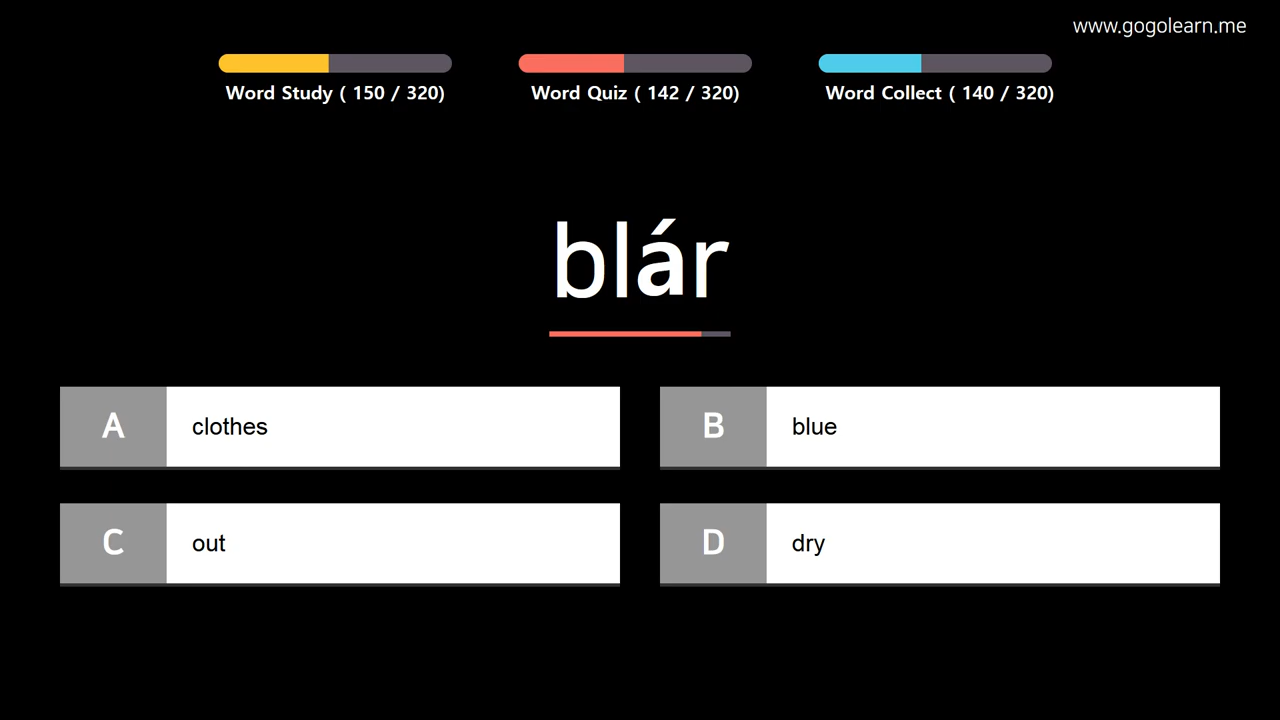 www.gogolearn.me
Word Study ( 150 / 320)
Word Quiz ( 142 / 320)
Word Collect ( 140 / 320)
blár
A clothes
B blue
C out
D dry